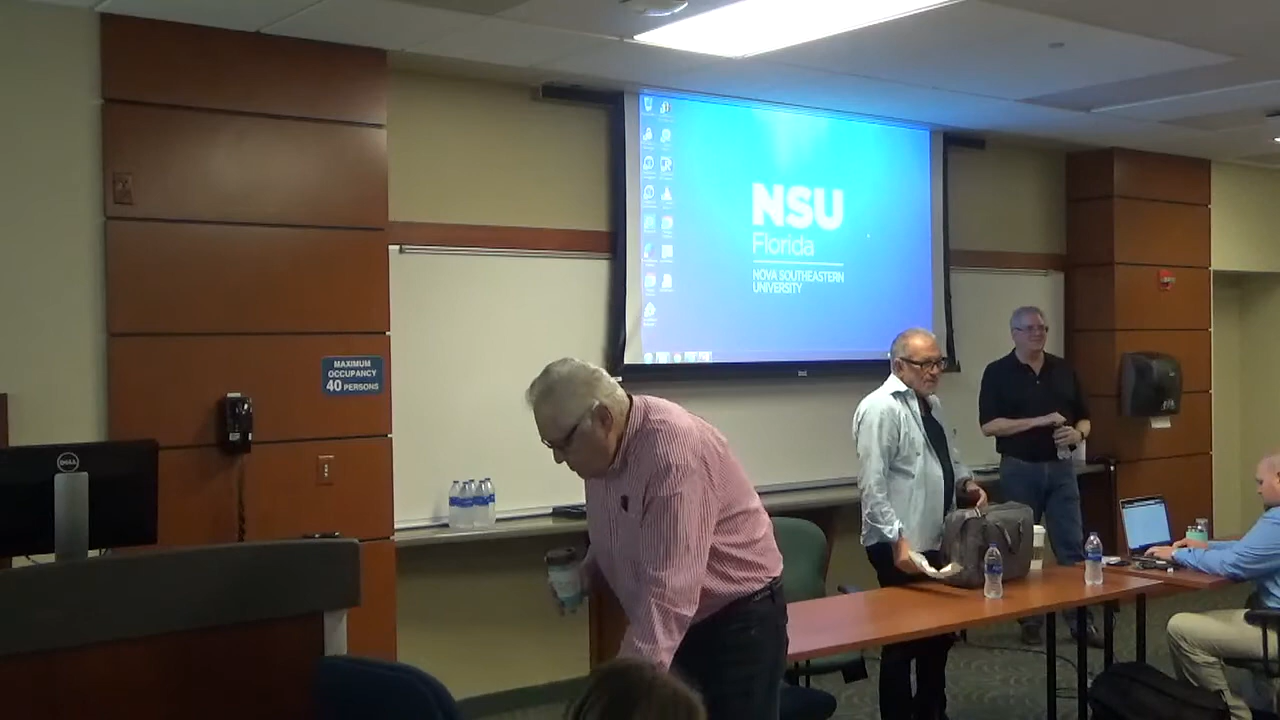 NSU
Florida
NOVA SOUTHEASTERN
UNIVERSITY
MAXIMUM
OCCUPANCY
40 PERSONS
DELL